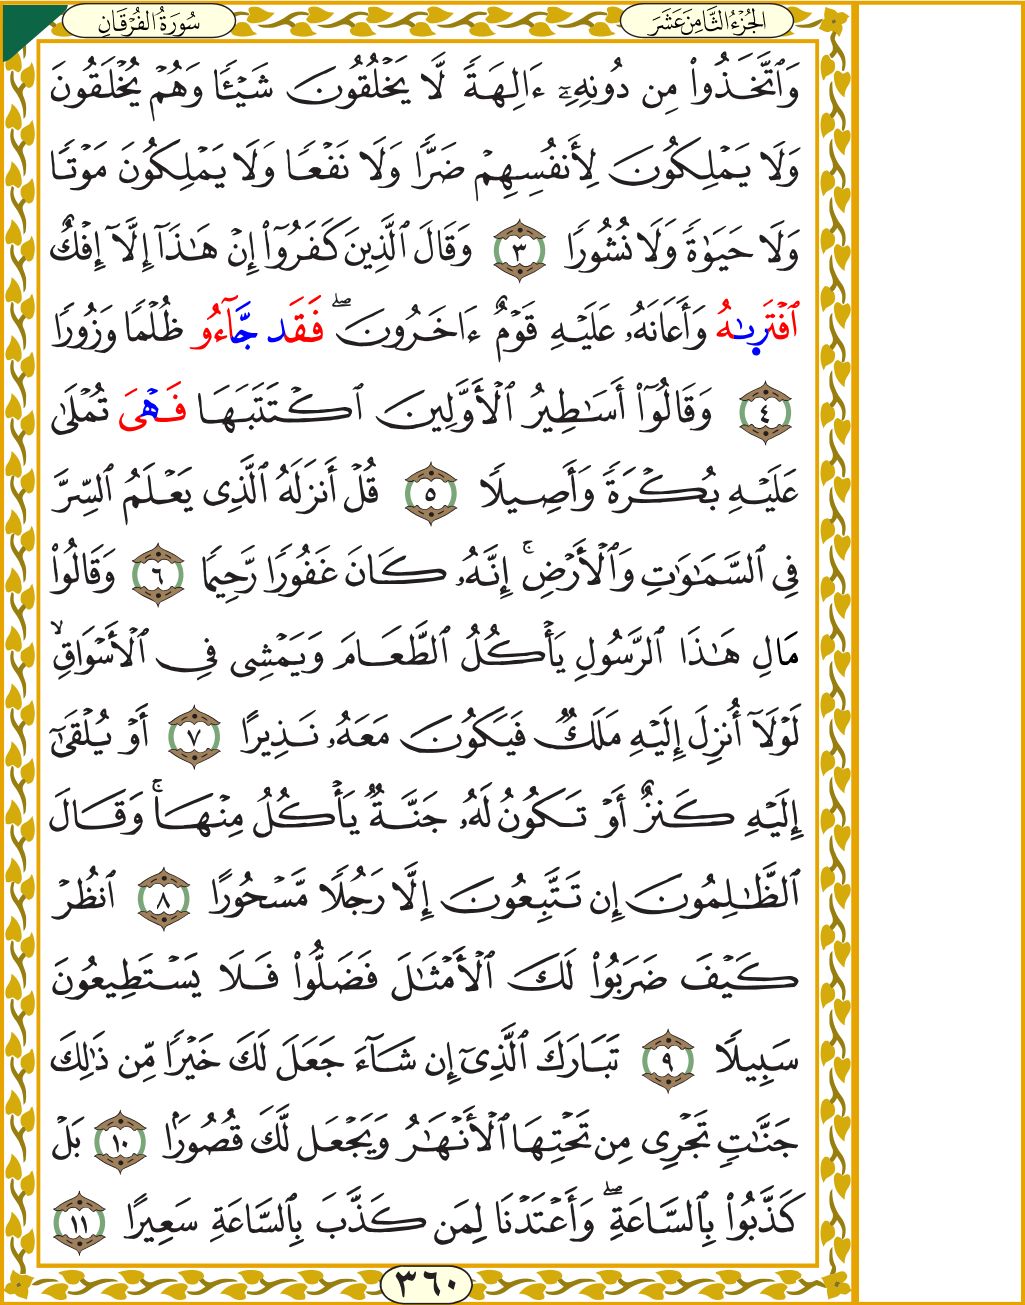 الجُزْءُ الثَّامِنَ عَشَرَ
سُورَةُ الفُرْقَانِ
وَٱتَّخَذُواْ مِن دُونِهِۦٓ ءَالِهَةٗ لَّا يَخۡلُقُونَ شَيۡـٔٗا وَهُمۡ يُخۡلَقُونَ
وَلَا يَمۡلِكُونَ لِأَنفُسِهِمۡ ضَرّٗا وَلَا نَفۡعٗا وَلَا يَمۡلِكُونَ مَوۡتٗا
وَلَا حَيَوٰةٗ وَلَا نُشُورٗا ٣ وَقَالَ ٱلَّذِينَ كَفَرُوٓاْ إِنۡ هَٰذَآ إِلَّآ إِفۡكٌ
ٱفۡتَرِىٰهُ وَأَعَانَهُۥ عَلَيۡهِ قَوۡمٌ ءَاخَرُونَۖ فَقَد جَّآءُو ظُلۡمٗا وَزُورٗا
٤ وَقَالُوٓاْ أَسَٰطِيرُ ٱلۡأَوَّلِينَ ٱكۡتَتَبَهَا فَهۡيَ تُمۡلَىٰ
عَلَيۡهِ بُكۡرَةٗ وَأَصِيلٗا ٥ قُلۡ أَنزَلَهُ ٱلَّذِي يَعۡلَمُ ٱلسِّرَّ
فِي ٱلسَّمَٰوَٰتِ وَٱلۡأَرۡضِۚ إِنَّهُۥ كَانَ غَفُورٗا رَّحِيمٗا ٦ وَقَالُواْ
مَالِ هَٰذَا ٱلرَّسُولِ يَأۡكُلُ ٱلطَّعَامَ وَيَمۡشِي فِي ٱلۡأَسۡوَاقِۙ
لَوۡلَآ أُنزِلَ إِلَيۡهِ مَلَكٞ فَيَكُونَ مَعَهُۥ نَذِيرًا ٧ أَوۡ يُلۡقَىٰٓ
إِلَيۡهِ كَنزٌ أَوۡ تَكُونُ لَهُۥ جَنَّةٞ يَأۡكُلُ مِنۡهَاۚ وَقَالَ
ٱلظَّٰلِمُونَ إِن تَتَّبِعُونَ إِلَّا رَجُلٗا مَّسۡحُورًا ٨ ٱنظُرۡ
كَيۡفَ ضَرَبُواْ لَكَ ٱلۡأَمۡثَٰلَ فَضَلُّواْ فَلَا يَسۡتَطِيعُونَ
سَبِيلٗا ٩ تَبَارَكَ ٱلَّذِيٓ إِن شَآءَ جَعَلَ لَكَ خَيۡرٗا مِّن ذَٰلِكَ
جَنَّٰتٖ تَجۡرِي مِن تَحۡتِهَا ٱلۡأَنۡهَٰرُ وَيَجۡعَل لَّكَ قُصُورَۢا ١٠ بَلۡ
كَذَّبُواْ بِٱلسَّاعَةِۖ وَأَعۡتَدۡنَا لِمَن كَذَّبَ بِٱلسَّاعَةِ سَعِيرًا ١١
٣٦٠